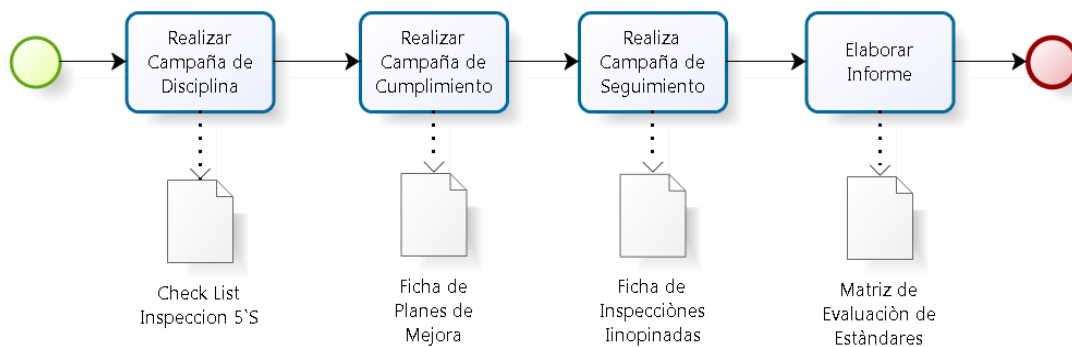 Realizar
Campaña de
Disciplina
Realizar
Campaña de
Cumplimiento
Realiza
Campaña de
Seguimiento
Elaborar
Informe
Check List
Inspeccion 5`S
Ficha de
Planes de
Mejora
Ficha de
Inspecciònes
Iinopinadas
Matriz de
Evaluaciòn de
Estàndares